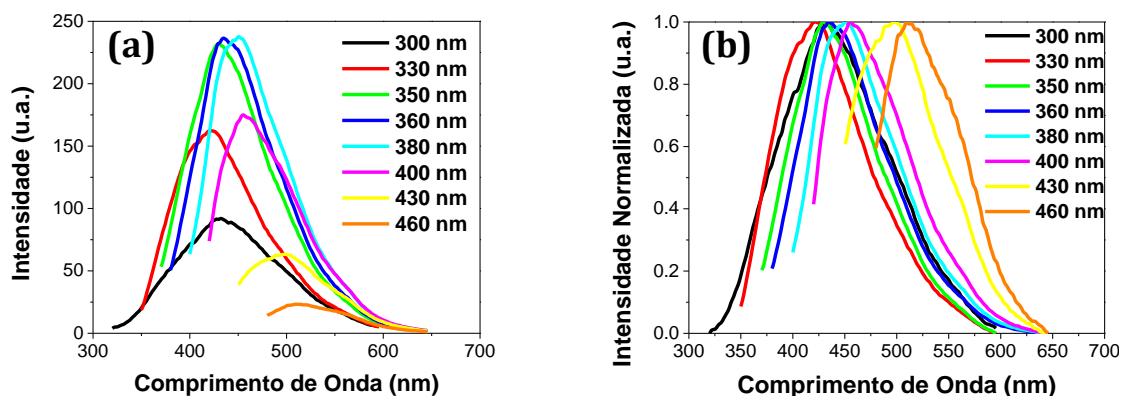 (a)
Intensidade (u.a.)
250
200
150
100
50
0
300 400 500 600 700
Comprimento de Onda (nm)
300 nm
330 nm
350 nm
360 nm
380 nm
400 nm
430 nm
460 nm
(b)
Intensidade Normalizada (u.a.)
1.0
0.8
0.6
0.4
0.2
0.0
300 350 400 450 500 550 600 650 700
Comprimento de Onda (nm)
300 nm
330 nm
350 nm
360 nm
380 nm
400 nm
430 nm
460 nm